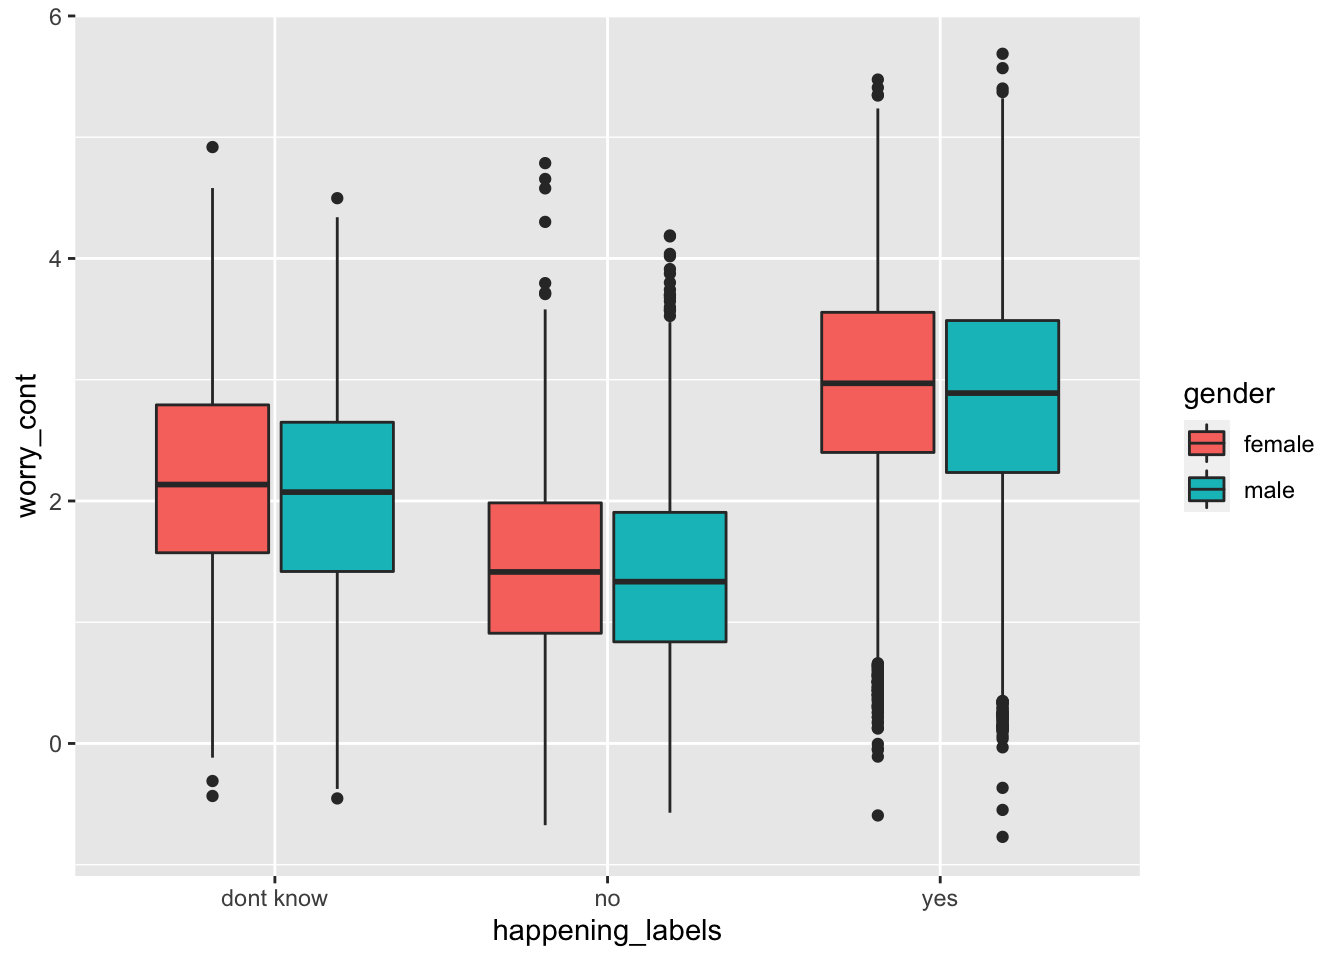 6
4
2
0
worry_cont
dont know
no
yes
happening_labels
gender
female
male